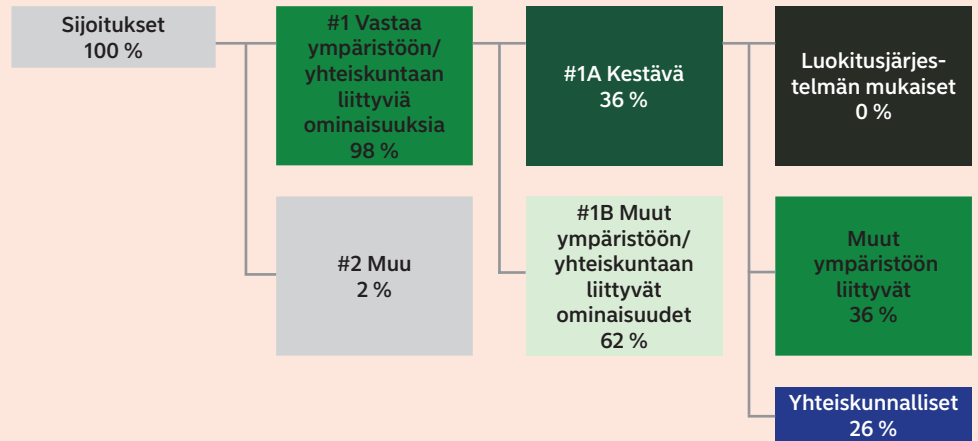 Sijoitukset
100 %
#1 Vastaa
ympäristöön/
yhteiskuntaan
liittyviä
ominaisuuksia
98 %
#2 Muu
2 %
#1A Kestävä
36 %
#1B Muut
ympäristöön/
yhteiskuntaan
liittyvät
ominaisuudet
62 %
Luokitusjärjes-
telmän mukaiset
0 %
Muut
ympäristöön
liittyvät
36 %
Yhteiskunnalliset
26 %